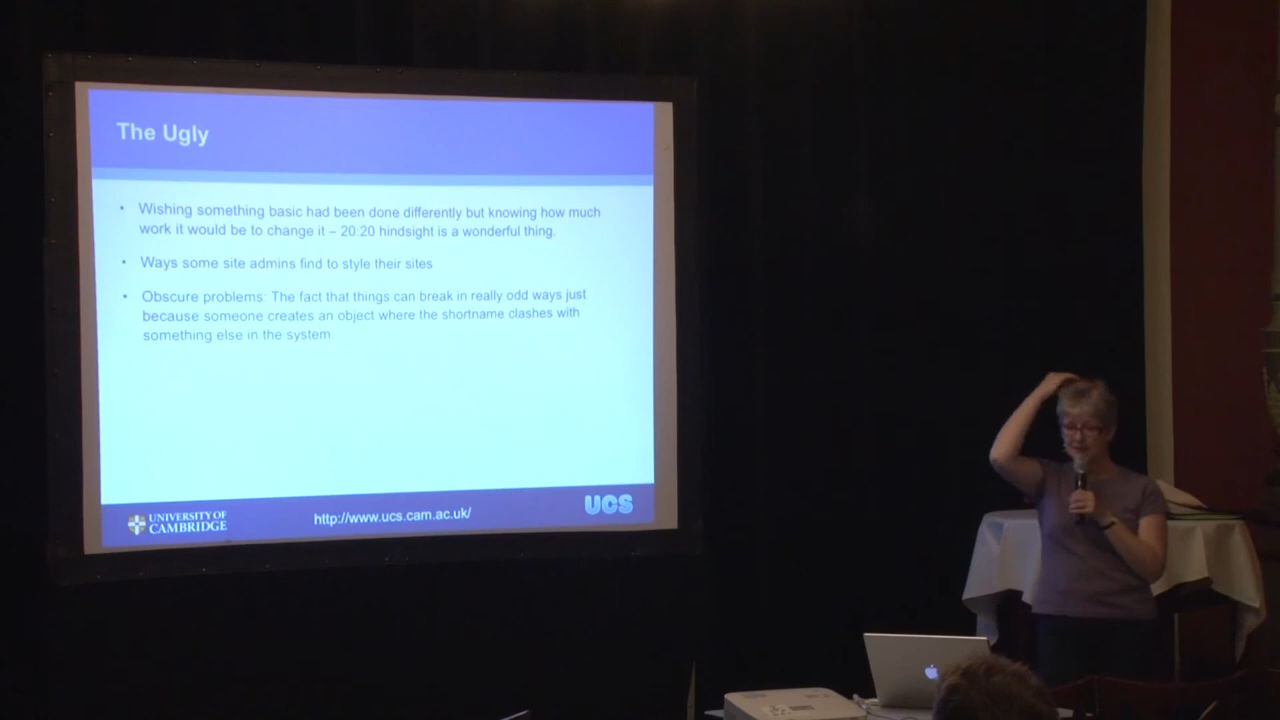 The Ugly
• Wishing something basic had been done differently but knowing how much
work it would be to change it – 20:20 hindsight is a wonderful thing.
• Ways some site admins find to style their sites
• Obscure problems: The fact that things can break in really odd ways just
because someone creates an object where the shortname clashes with
something else in the system
UNIVERSITY OF
CAMBRIDGE
http://www.ucs.cam.ac.uk/
UCS